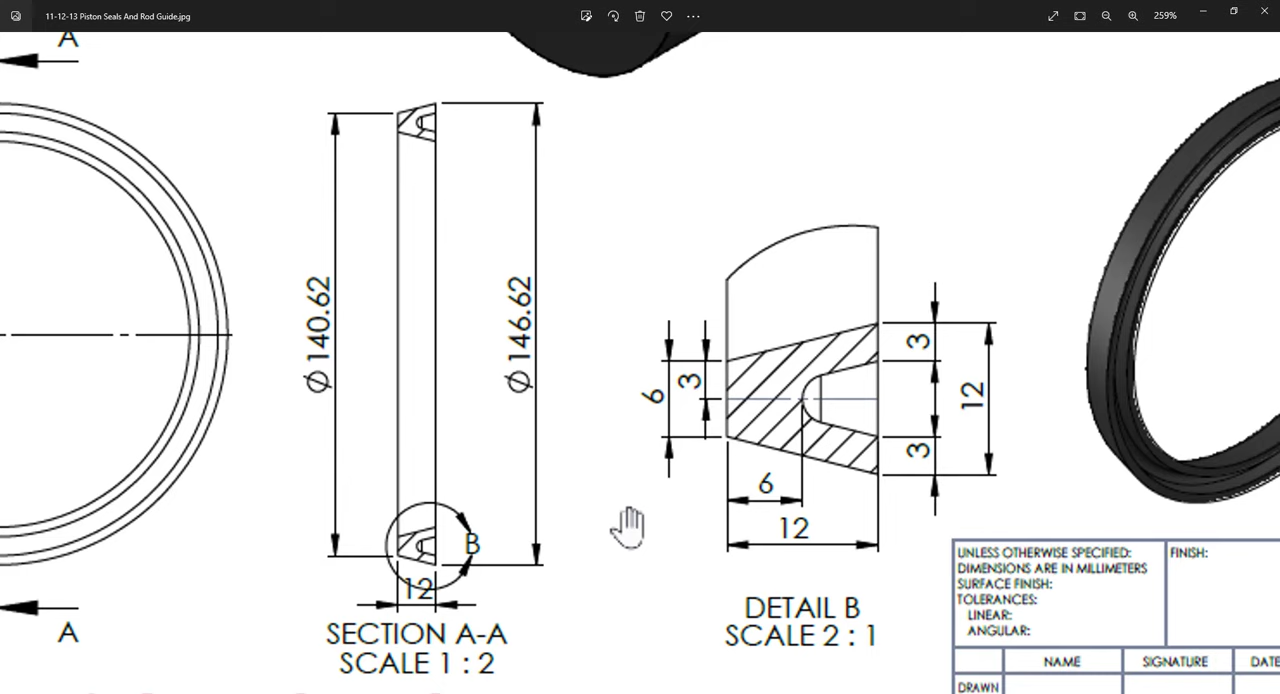 11-12-13 Piston Seals And Rod Guide.jpg
259%
A
A
Ø 140.62
Ø 146.62
B
12
SECTION A-A
SCALE 1 : 2
6
3
6
12
3
3
12
DETAIL B
SCALE 2 : 1
UNLESS OTHERWISE SPECIFIED:
DIMENSIONS ARE IN MILLIMETERS
SURFACE FINISH:
TOLERANCES:
LINEAR:
ANGULAR:
FINISH:
NAME
SIGNATURE
DATE
DRAWN